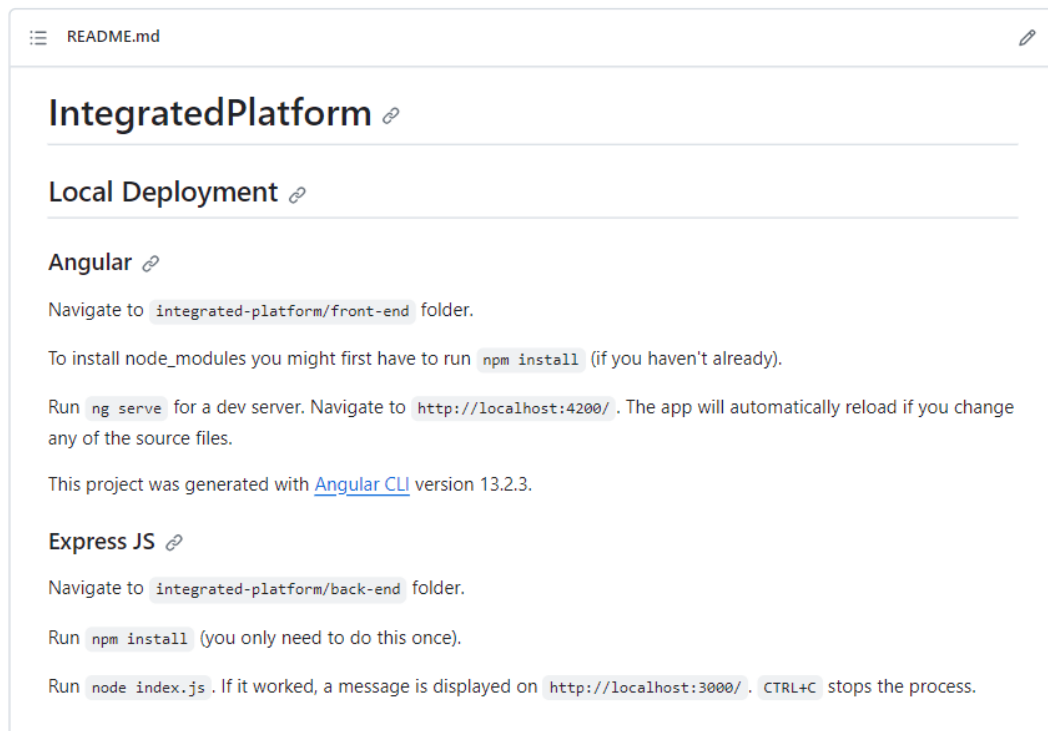 README.md
IntegratedPlatform
Local Deployment
Angular
Navigate to integrated-platform/front-end folder.
To install node_modules you might first have to run npm install (if you haven't already).
Run ng serve for a dev server. Navigate to http://localhost:4200/. The app will automatically reload if you change
any of the source files.
This project was generated with Angular CLI version 13.2.3.
Express JS
Navigate to integrated-platform/back-end folder.
Run npm install (you only need to do this once).
Run node index.js. If it worked, a message is displayed on http://localhost:3000/. CTRL+C stops the process.